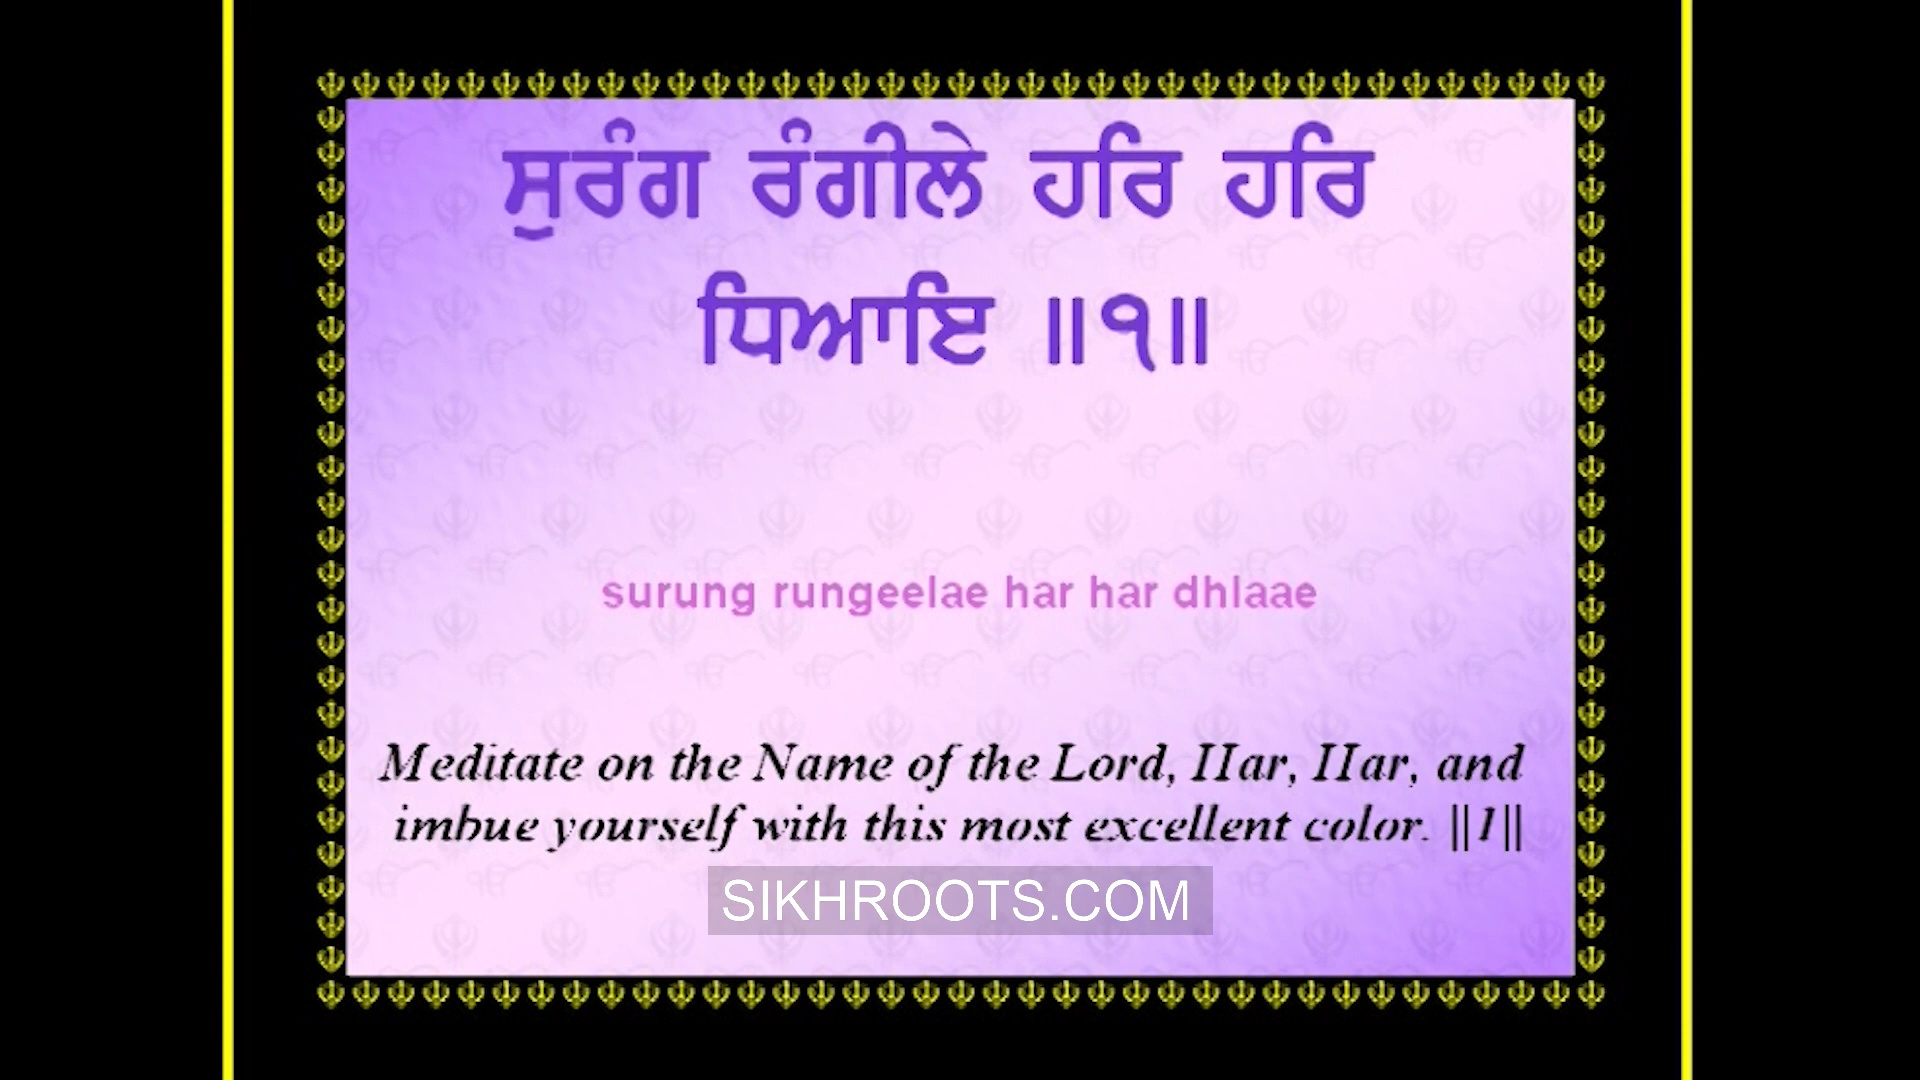 ਸੁਰੰਗ ਰੰਗੀਲੇ ਹਰਿ ਹਰਿ
ਧਿਆਇ ॥੧॥
surung rungeelae har har dhIaae
Meditate on the Name of the Lord, Har, Har, and
imbue yourself with this most excellent color. ||1||
SIKHROOTS.COM